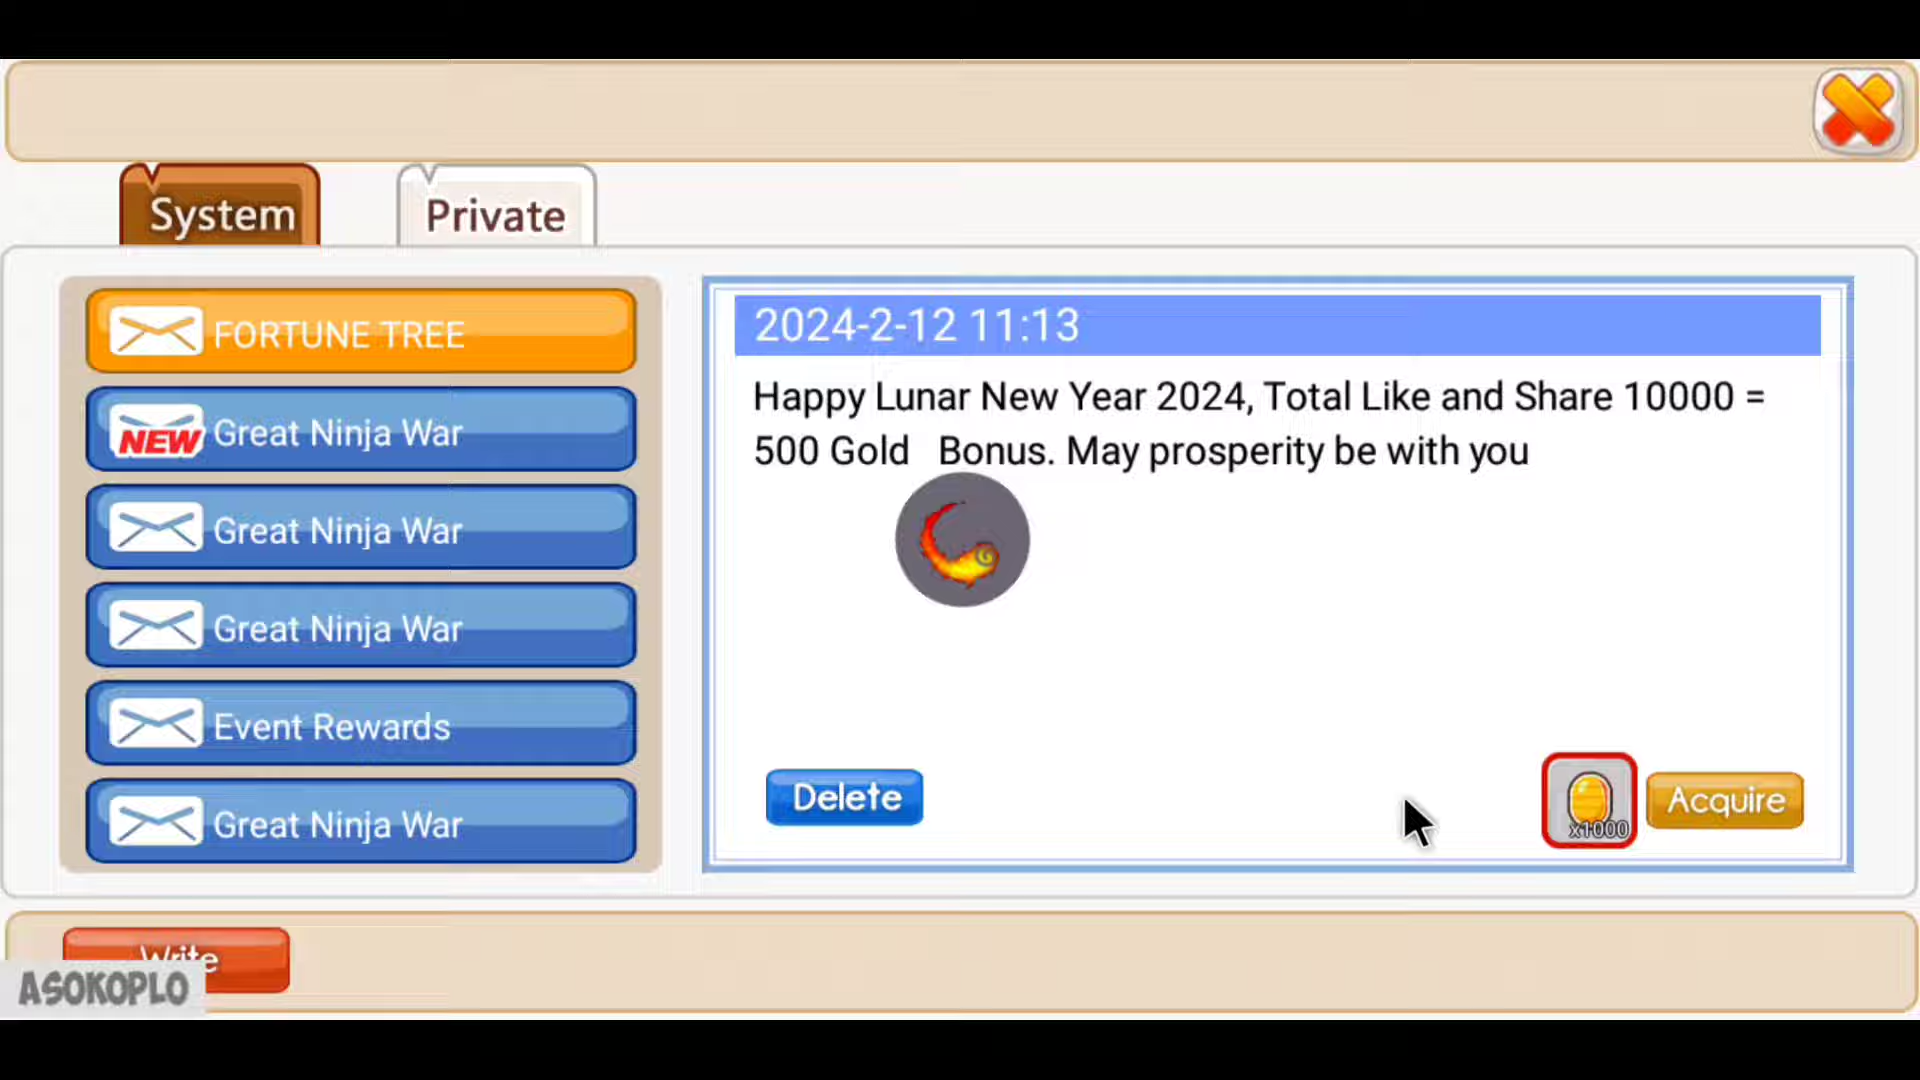 System
Private
FORTUNE TREE
NEW Great Ninja War
Great Ninja War
Great Ninja War
Event Rewards
Great Ninja War
2024-2-12 11:13
Happy Lunar New Year 2024, Total Like and Share 10000 =
500 Gold Bonus. May prosperity be with you
Delete
x1000
Acquire
Write
ASOKOPLO